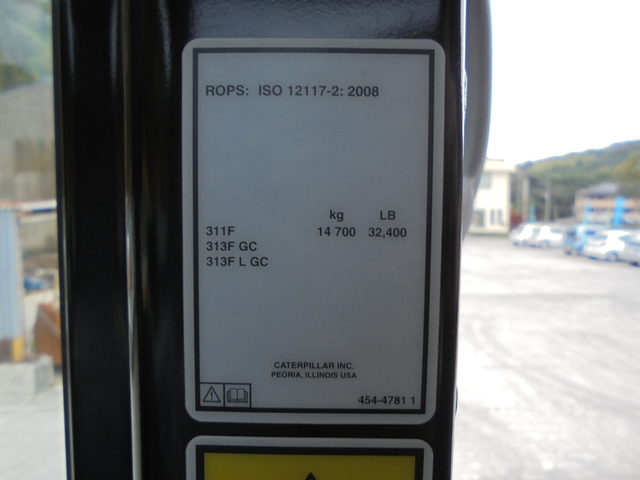 ROPS: ISO 12117-2: 2008
kg LB
311F 14 700 32,400
313F GC
313F L GC
CATERPILLAR INC.
PEORIA, ILLINOIS USA
454-4781 1